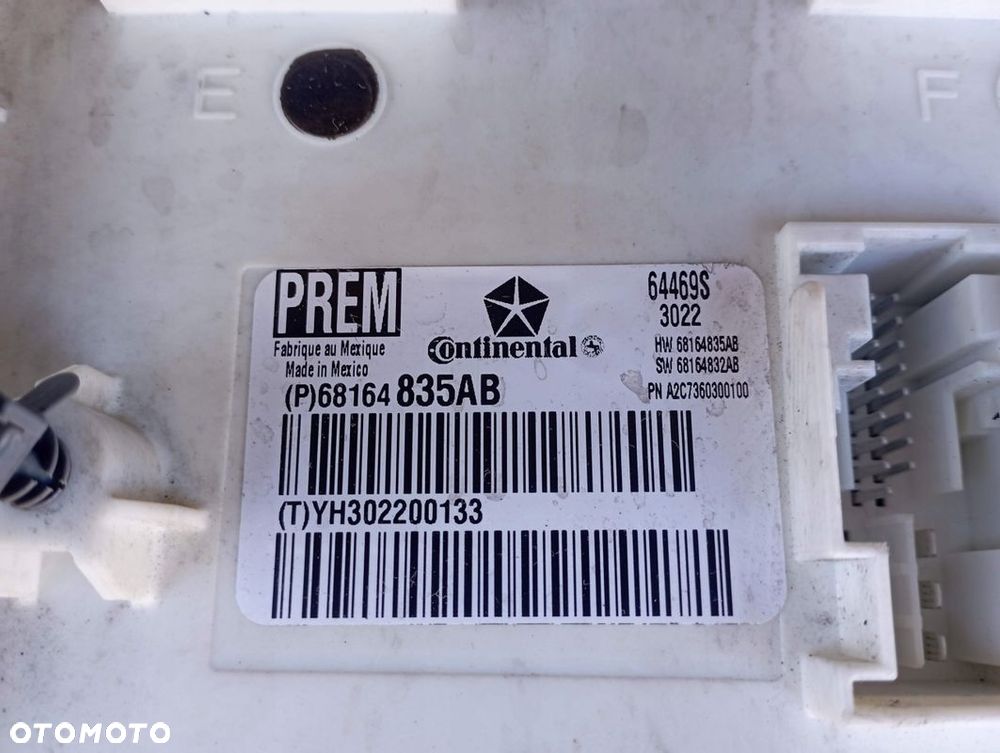 E
F
PREM
64469S
3022
Continental
Fabrique au Mexique
Made in Mexico
HW 68164835AB
SW 68164832AB
PN A2C7360300100
(P)68164 835AB
(T)YH302200133
OTOMOTO